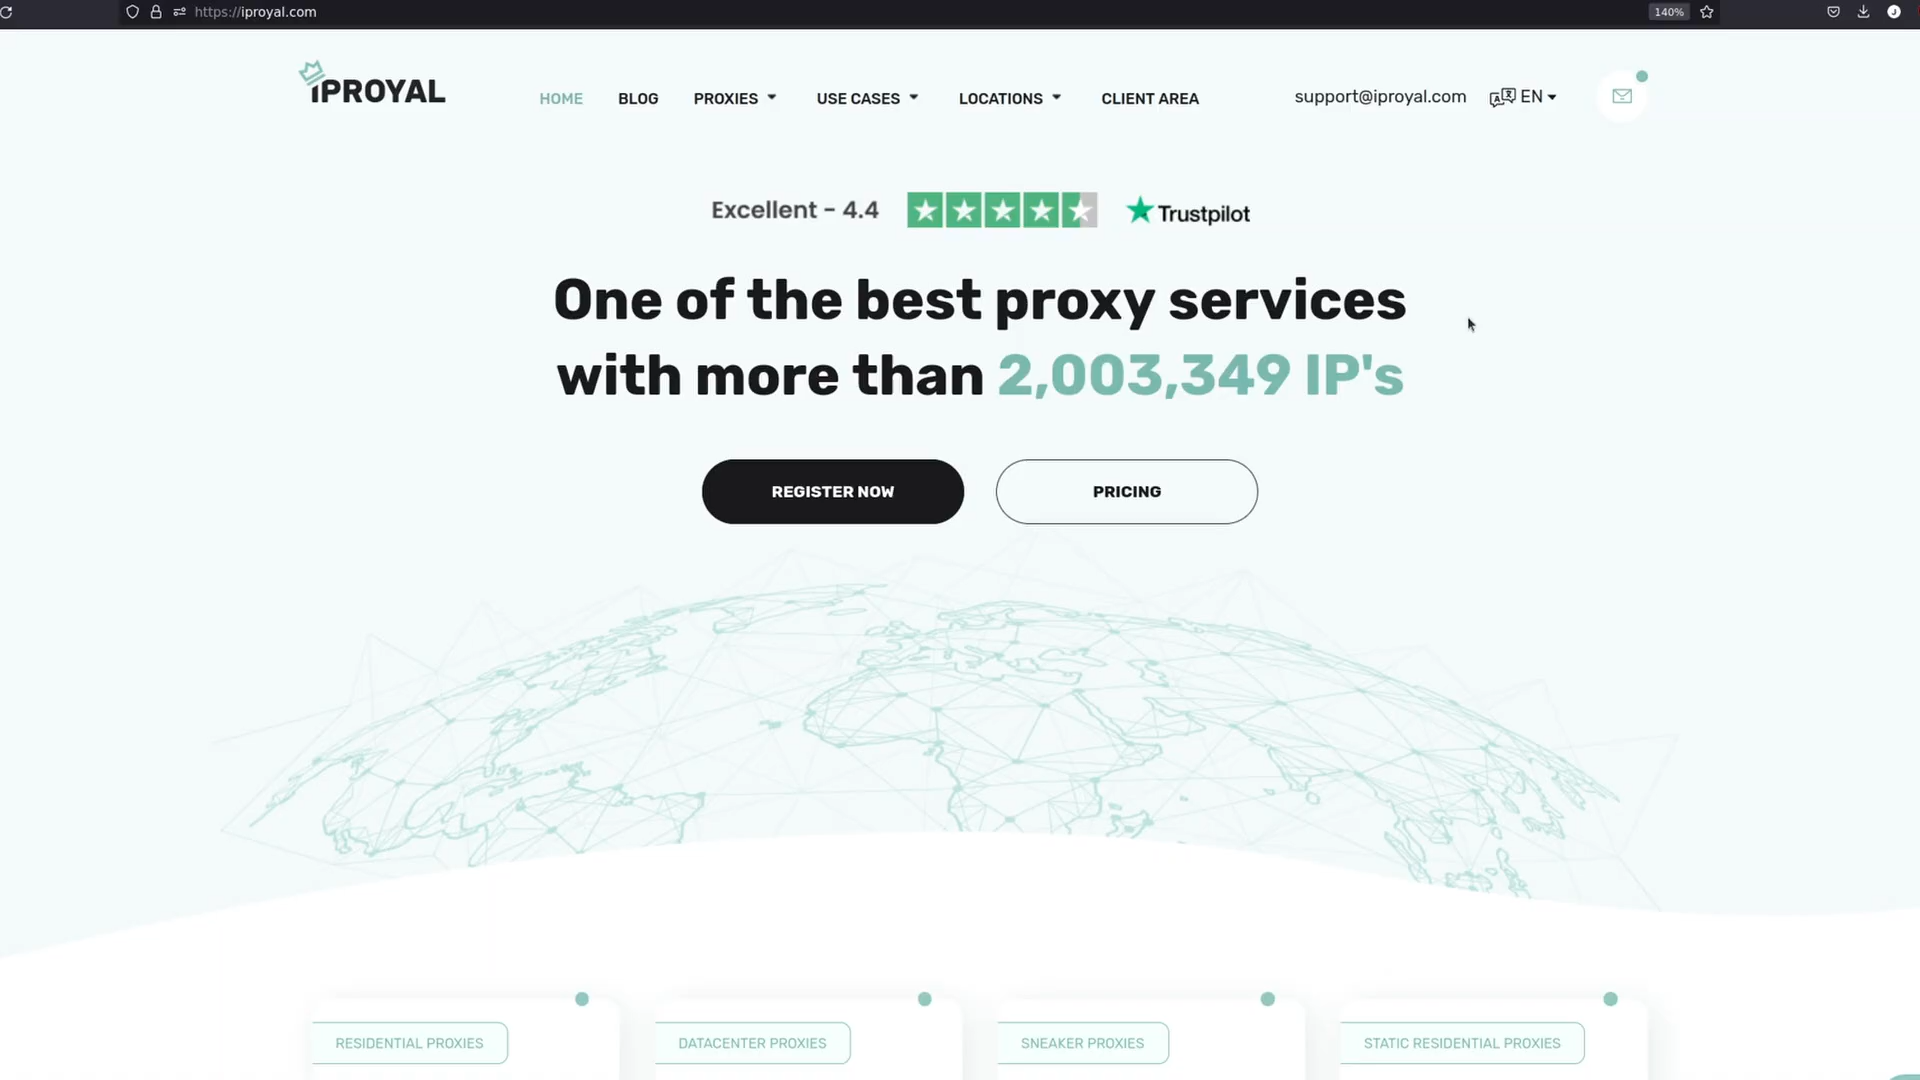 https://iproyal.com
140%
J
iPROYAL
HOME
BLOG
PROXIES
USE CASES
LOCATIONS
CLIENT AREA
support@iproyal.com
EN
Excellent - 4.4
Trustpilot
One of the best proxy services
with more than 2,003,349 IP's
REGISTER NOW
PRICING
RESIDENTIAL PROXIES
DATACENTER PROXIES
SNEAKER PROXIES
STATIC RESIDENTIAL PROXIES